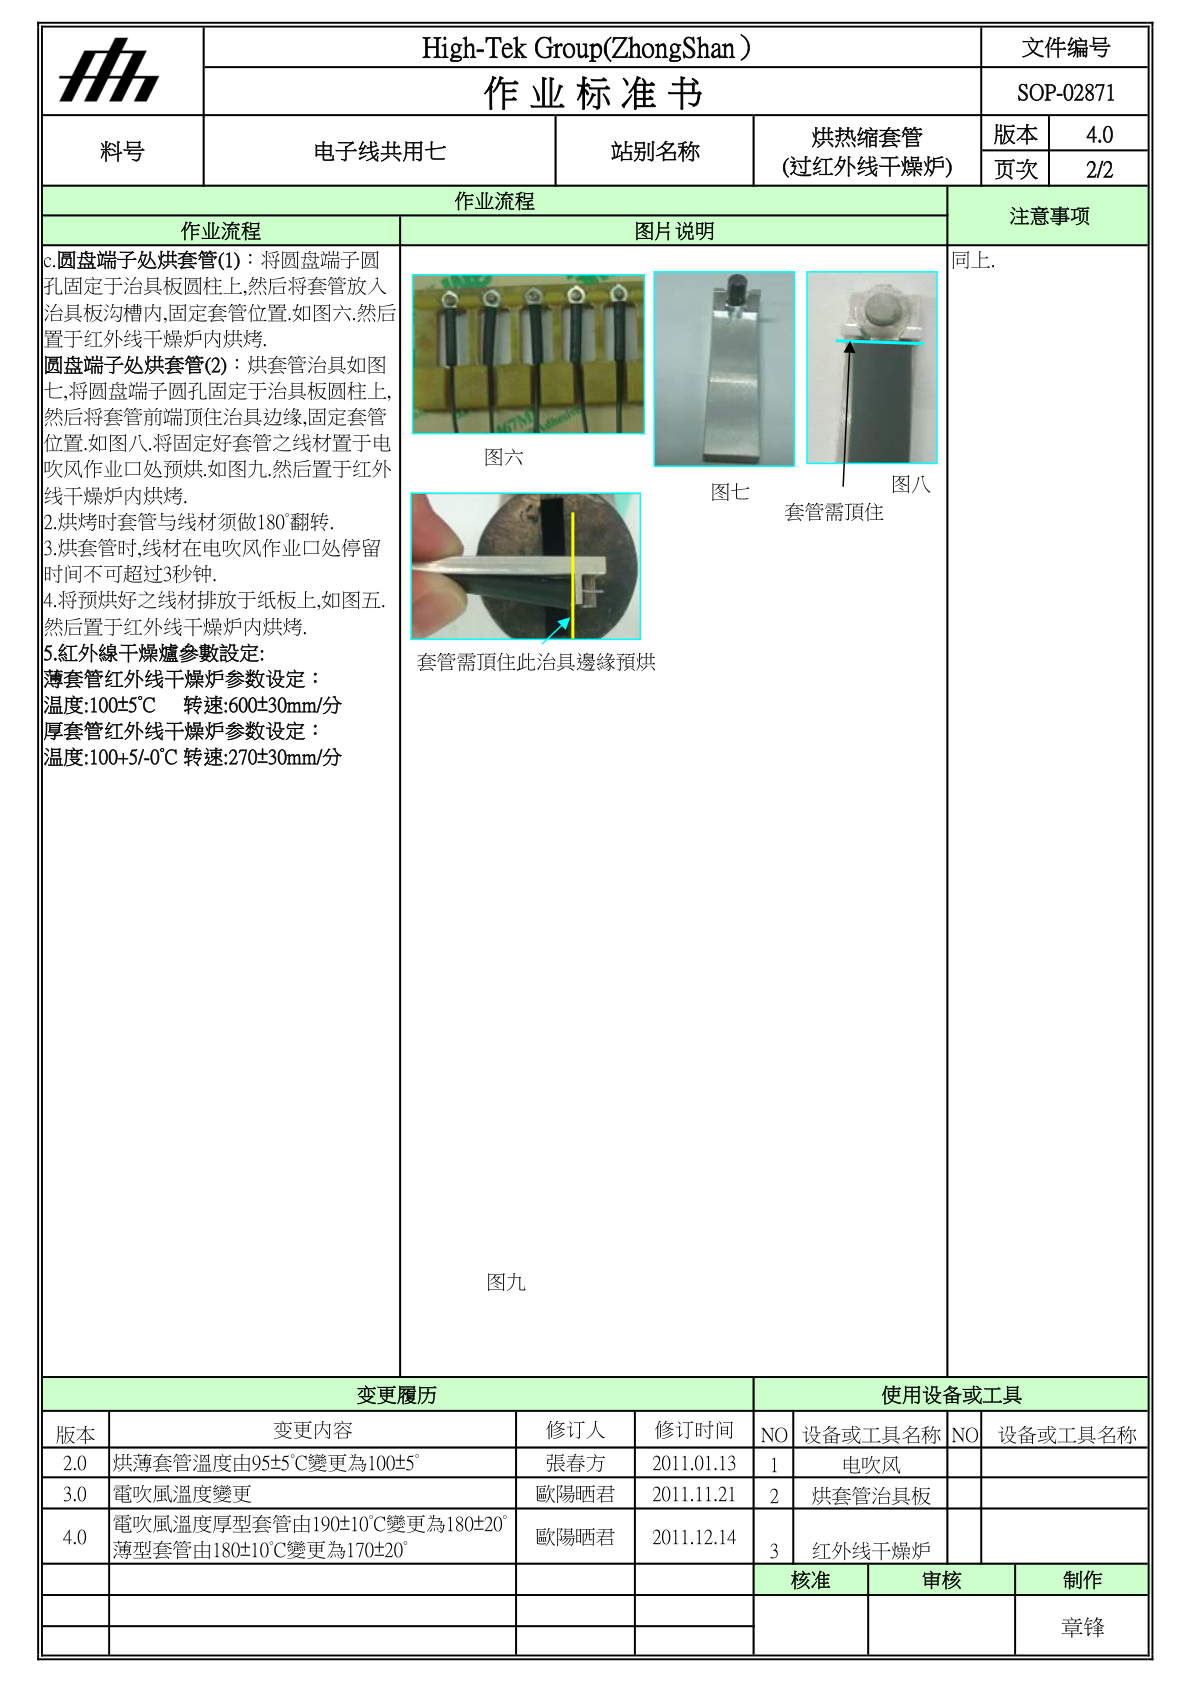 High-Tek Group(ZhongShan）
文件编号
作 业 标 准 书
SOP-02871
料号
电子线共用七
站别名称
烘热缩套管
(过红外线干燥炉)
版本
4.0
页次
2/2
作业流程
注意事项
作业流程
图片说明
c.圆盘端子处烘套管(1)：将圆盘端子圆
孔固定于治具板圆柱上,然后将套管放入
治具板沟槽内,固定套管位置.如图六.然后
置于红外线干燥炉内烘烤.
圆盘端子处烘套管(2)：烘套管治具如图
七,将圆盘端子圆孔固定于治具板圆柱上,
然后将套管前端顶住治具边缘,固定套管
位置.如图八.将固定好套管之线材置于电
吹风作业口处预烘.如图九.然后置于红外
线干燥炉内烘烤.
2.烘烤时套管与线材须做180°翻转.
3.烘套管时,线材在电吹风作业口处停留
时间不可超过3秒钟.
4.将预烘好之线材排放于纸板上,如图五.
然后置于红外线干燥炉内烘烤.
5.紅外線干燥爐参數設定:
薄套管红外线干燥炉参数设定：
温度:100±5℃ 转速:600±30mm/分
厚套管红外线干燥炉参数设定：
温度:100+5/-0℃ 转速:270±30mm/分
图六
图七
图八
套管需頂住
套管需頂住此治具邊緣預烘
图九
同上.
变更履历
使用设备或工具
版本
变更内容
修订人
修订时间
NO
设备或工具名称
NO
设备或工具名称
2.0
烘薄套管溫度由95±5℃變更為100±5°
張春方
2011.01.13
1
电吹风
3.0
電吹風溫度變更
歐陽晒君
2011.11.21
2
烘套管治具板
4.0
電吹風溫度厚型套管由190±10℃變更為180±20°
薄型套管由180±10℃變更為170±20°
歐陽晒君
2011.12.14
3
红外线干燥炉
核准
审核
制作
章锋